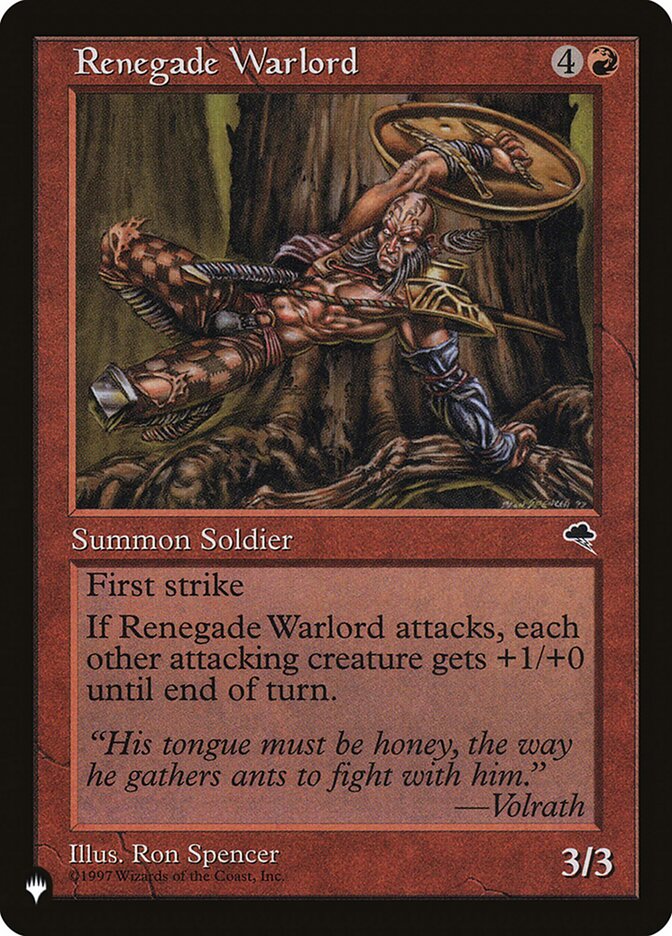 Renegade Warlord 4
Summon Soldier
First strike
If Renegade Warlord attacks, each
other attacking creature gets +1/+0
until end of turn.
“His tongue must be honey, the way
he gathers ants to fight with him.”
—Volrath
Illus. Ron Spencer
©1997 Wizards of the Coast, Inc.
3/3